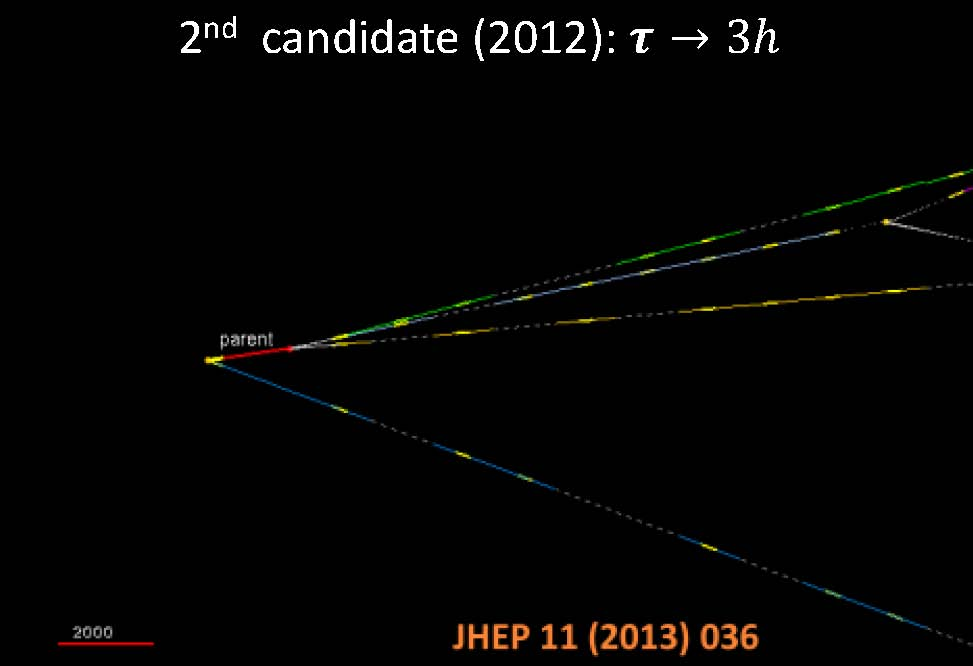 2nd candidate (2012): τ → 3h
parent
2000
JHEP 11 (2013) 036